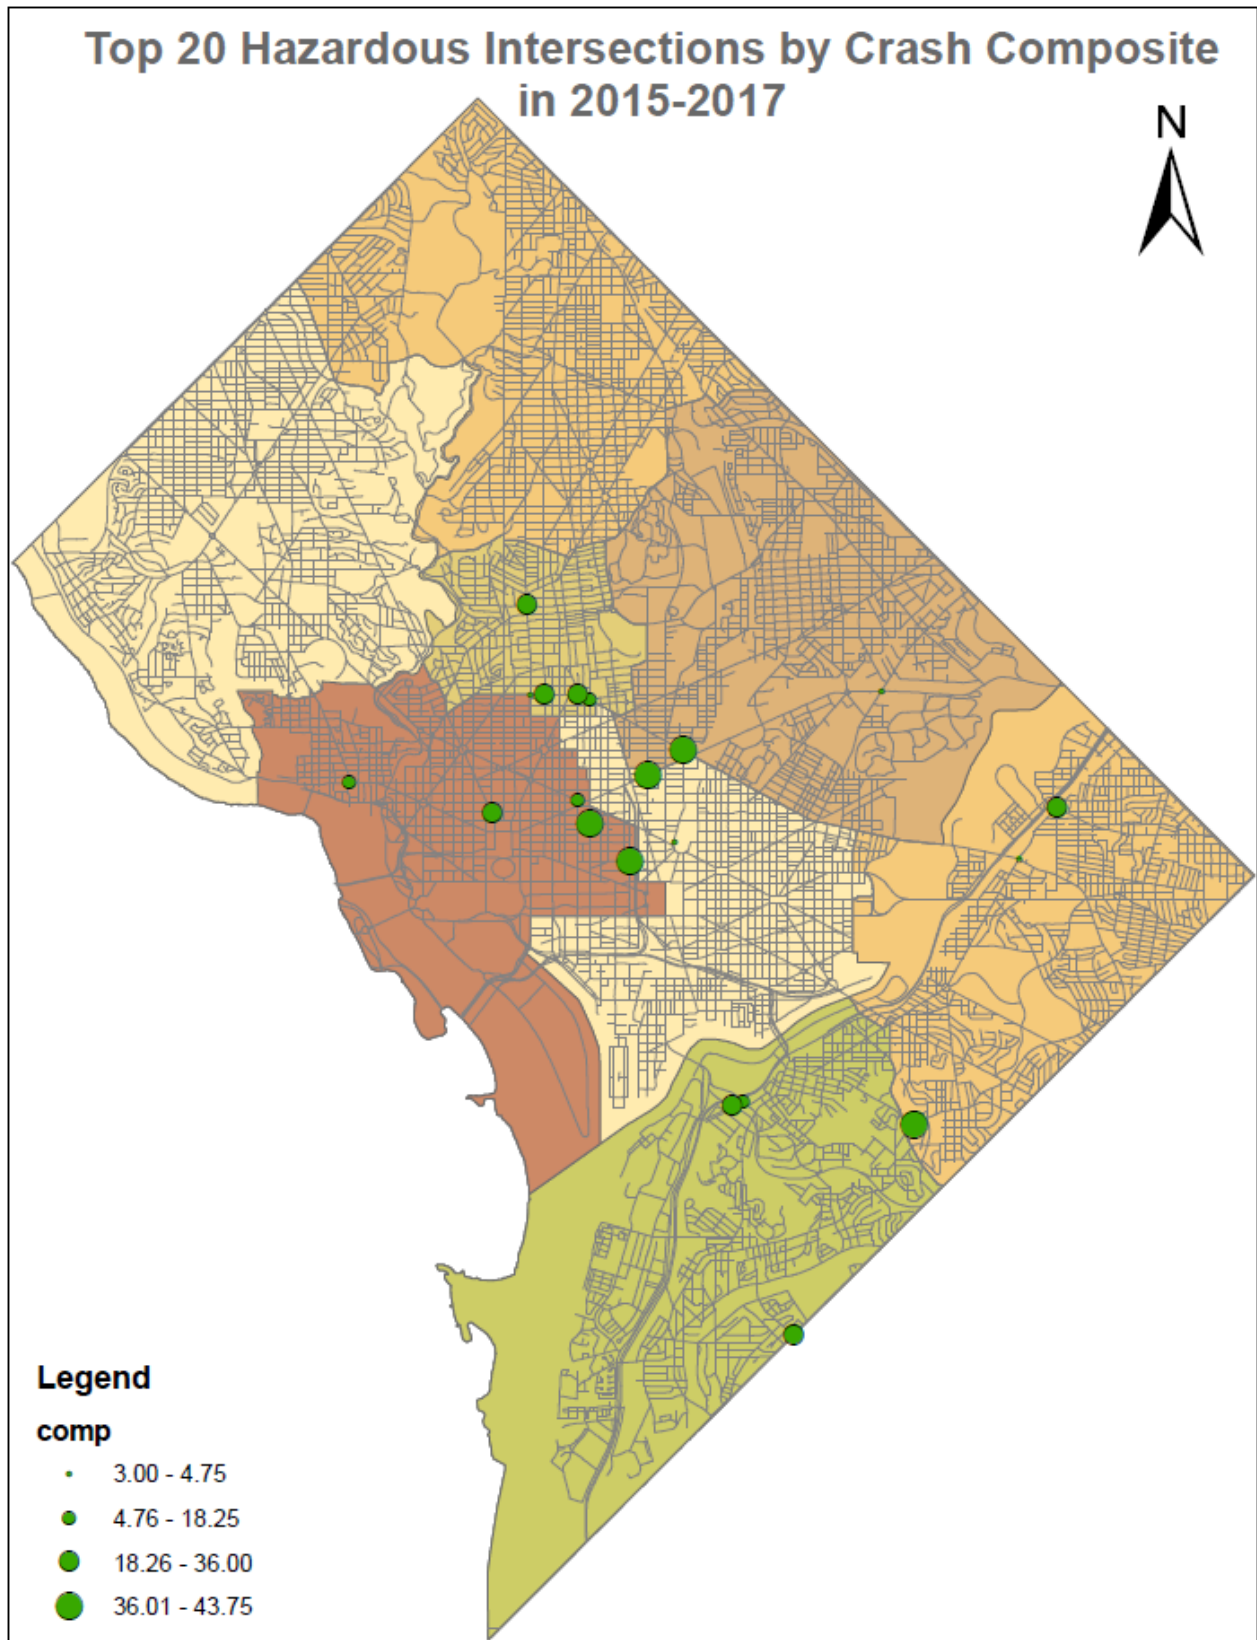 Top 20 Hazardous Intersections by Crash Composite
in 2015-2017
N
Legend
comp
3.00 - 4.75
4.76 - 18.25
18.26 - 36.00
36.01 - 43.75